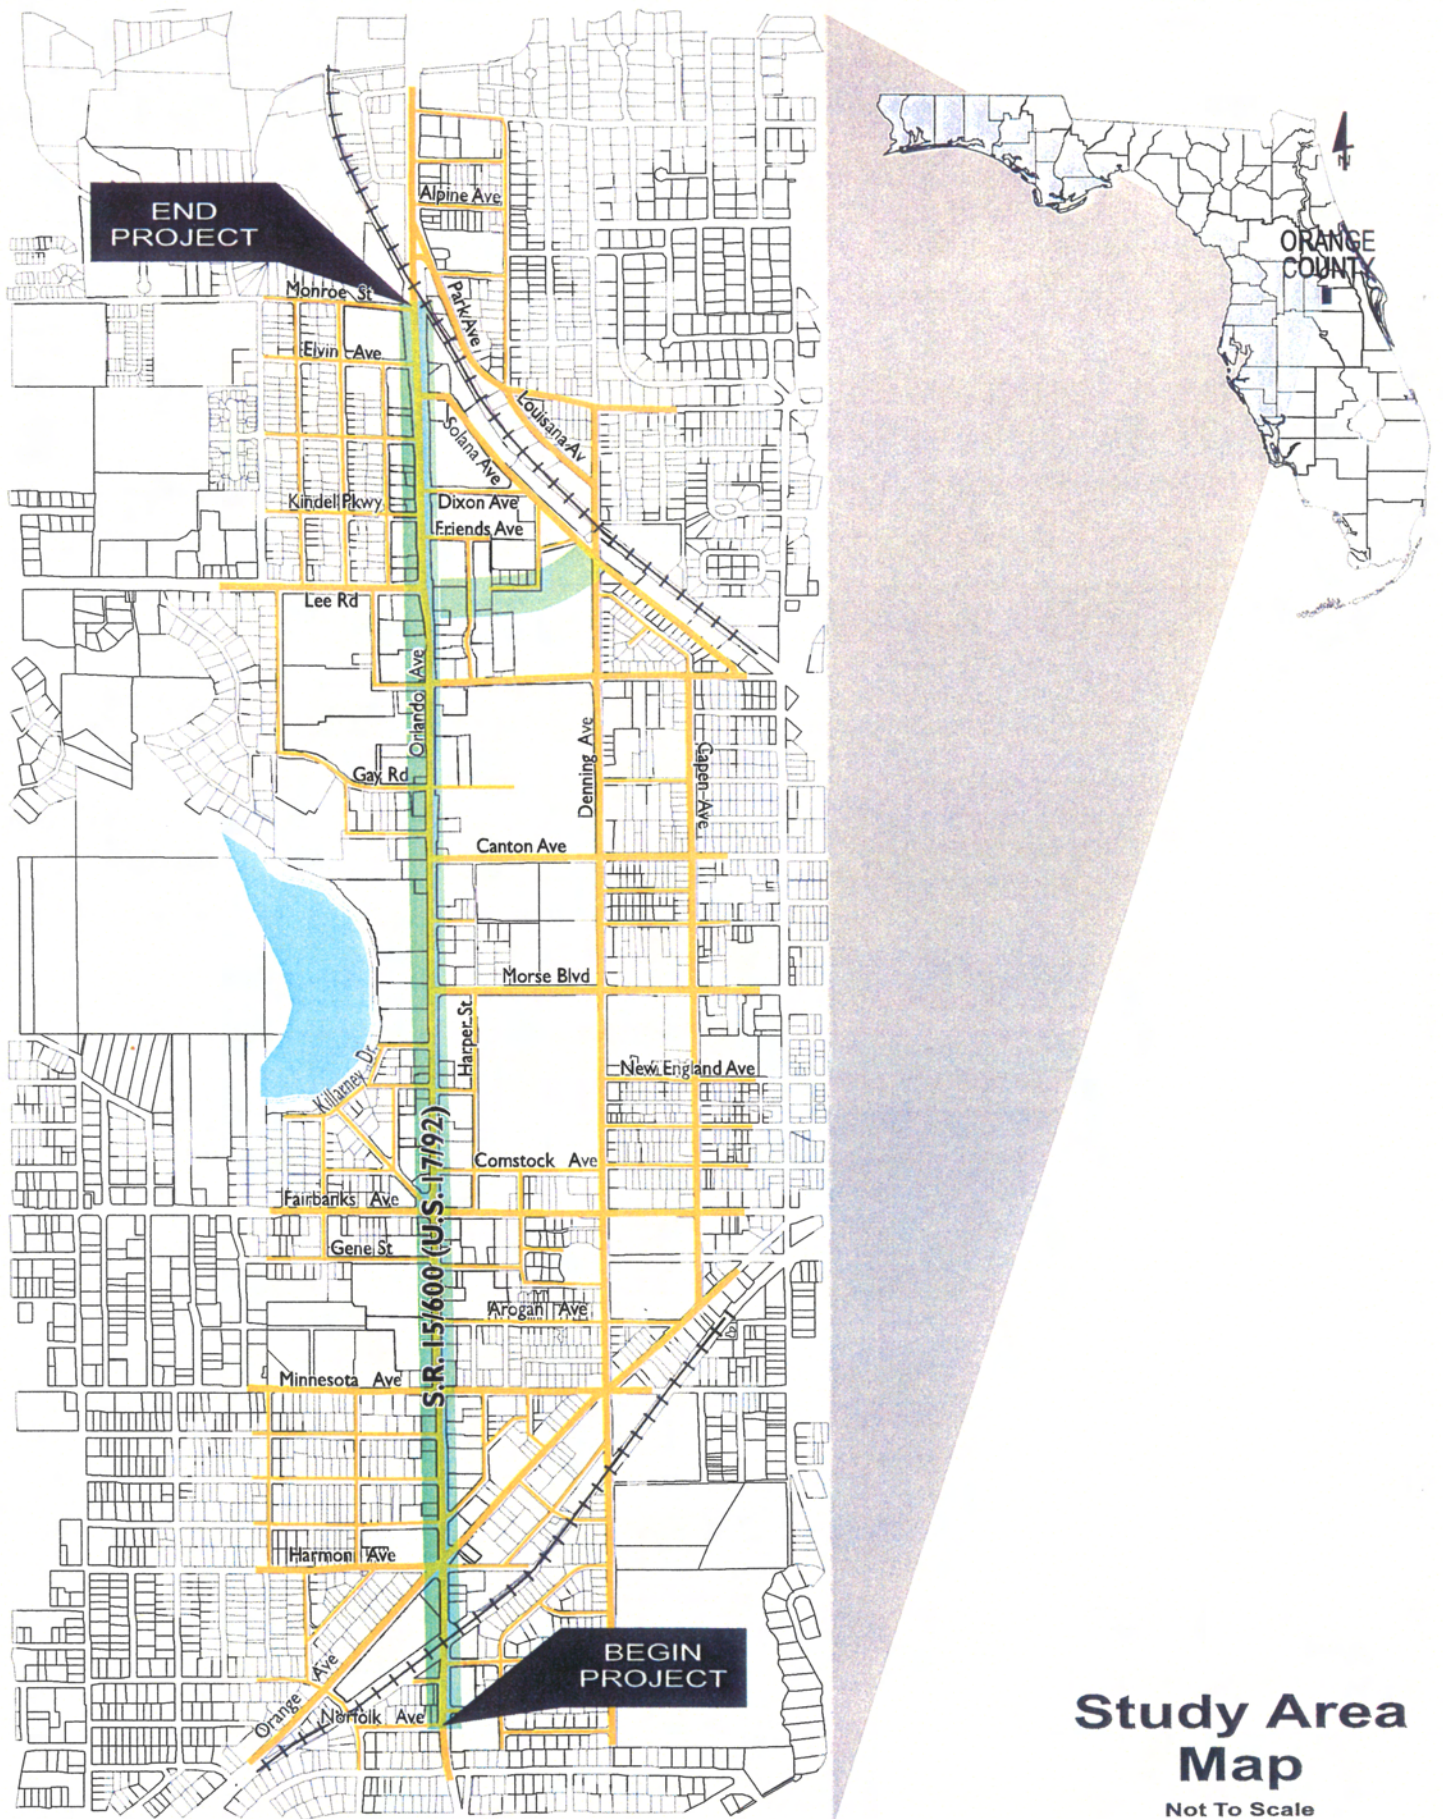 END
PROJECT
Alpine Ave
Monroe St
Park Ave
Elvin Ave
Louisana Av
Solana Ave
Kindel Pkwy
Dixon Ave
Friends Ave
Lee Rd
Orlando Ave
Denning Ave
Capen Ave
Gay Rd
Canton Ave
Morse Blvd
Harper St.
Killarney Dr.
New England Ave
S.R. 15/600 (U.S. 17/92)
Comstock Ave
Fairbanks Ave
Gene St
Arogan Ave
Minnesota Ave
Harmon Ave
Orange Ave
Norfolk Ave
BEGIN
PROJECT
N
ORANGE
COUNTY
Study Area
Map
Not To Scale